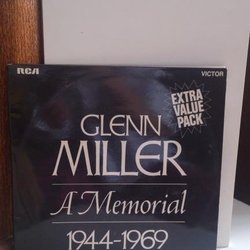 RCA VICTOR
EXTRA
VALUE
PACK
GLENN
MILLER
A Memorial
1944-1969